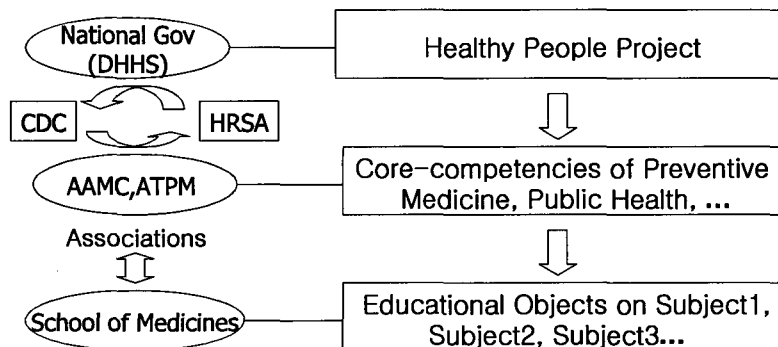 National Gov
(DHHS)
Healthy People Project
CDC
HRSA
AAMC,ATPM
Core-competencies of Preventive
Medicine, Public Health, ...
Associations
School of Medicines
Educational Objects on Subject1,
Subject2, Subject3...